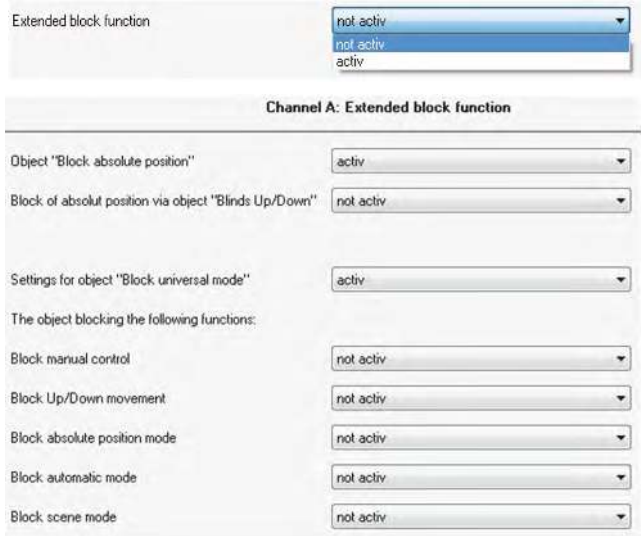 Extended block function not activ
not activ
activ
Channel A: Extended block function
Object "Block absolute position" activ
Block of absolut position via object "Blinds Up/Down" not activ
Settings for object "Block universal mode" activ
The object blocking the following functions:
Block manual control not activ
Block Up/Down movement not activ
Block absolute position mode not activ
Block automatic mode not activ
Block scene mode not activ